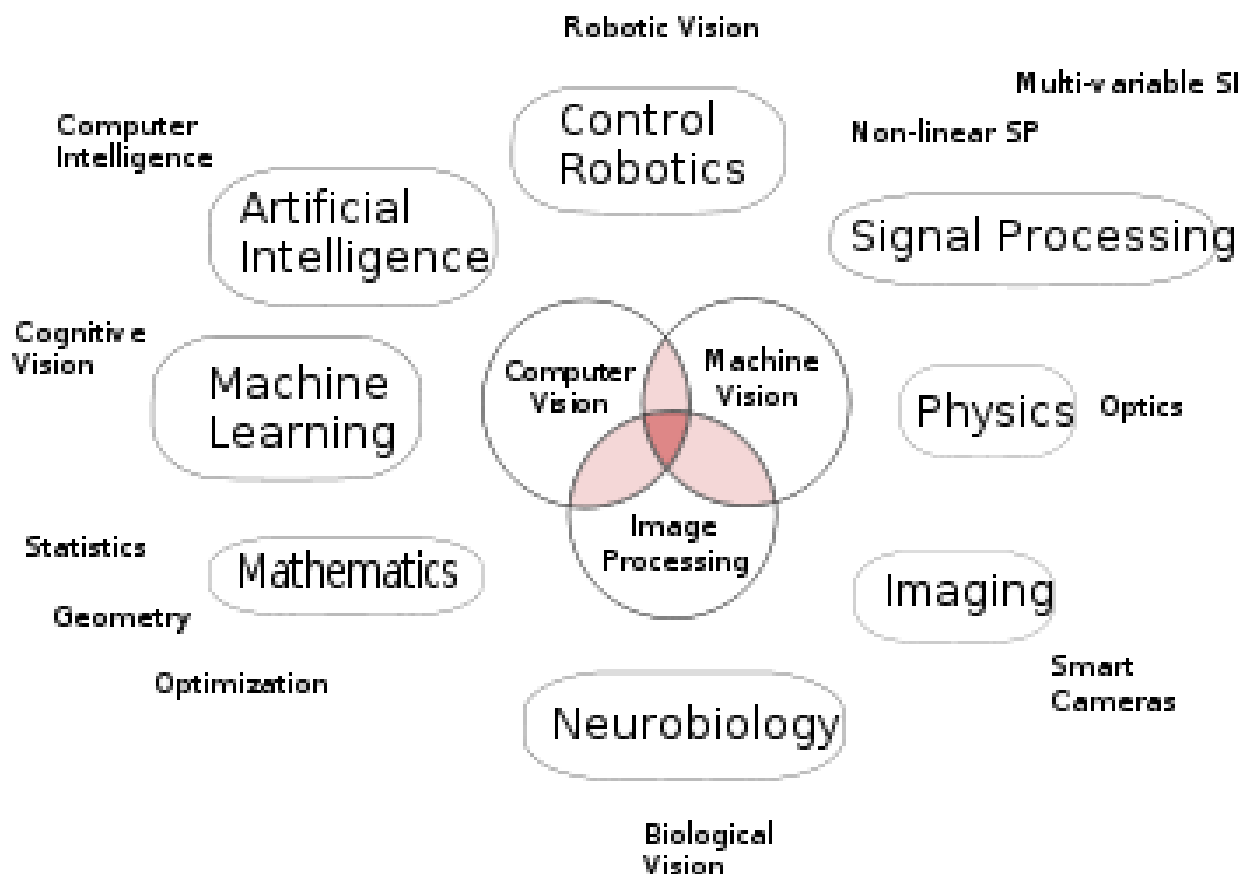 Robotic Vision
Multi-variable SI
Control
Robotics
Non-linear SP
Computer
Intelligence
Artificial
Intelligence
Signal Processing
Cognitive
Vision
Machine
Learning
Computer
Vision
Machine
Vision
Physics
Optics
Image
Processing
Statistics
Mathematics
Geometry
Optimization
Imaging
Smart
Cameras
Neurobiology
Biological
Vision